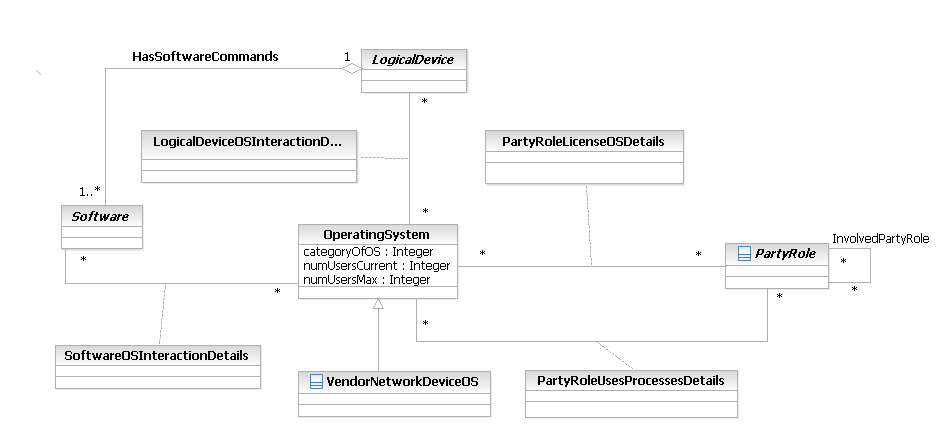 HasSoftwareCommands
1
LogicalDevice
*
LogicalDeviceOSInteractionD...
PartyRoleLicenseOSDetails
1..*
Software
*
OperatingSystem
categoryOfOS : Integer
numUsersCurrent : Integer
numUsersMax : Integer
*
*
InvolvedPartyRole
PartyRole
*
*
*
*
*
*
SoftwareOSInteractionDetails
VendorNetworkDeviceOS
PartyRoleUsesProcessesDetails